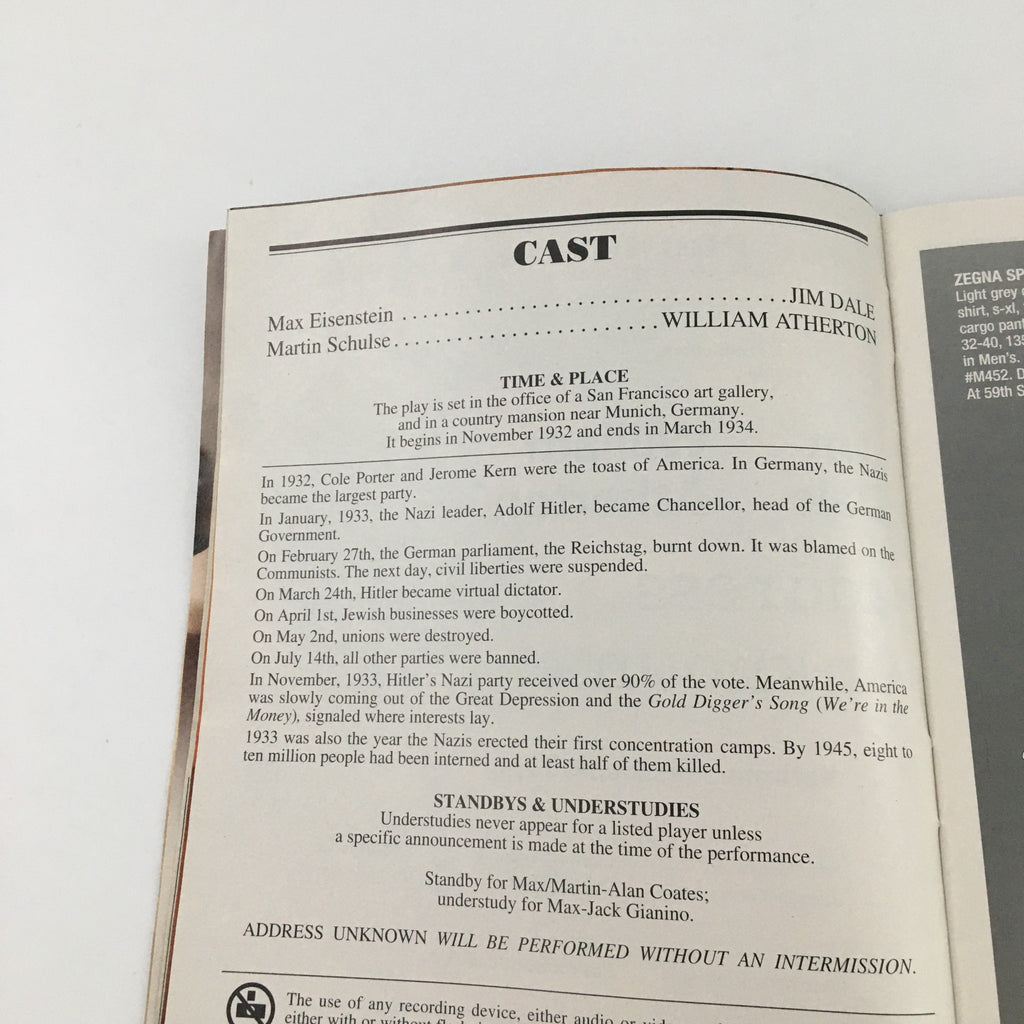 CAST
Max Eisenstein ........................................JIM DALE
Martin Schulse..........................WILLIAM ATHERTON
TIME & PLACE
The play is set in the office of a San Francisco art gallery,
and in a country mansion near Munich, Germany.
It begins in November 1932 and ends in March 1934.
In 1932, Cole Porter and Jerome Kern were the toast of America. In Germany, the Nazis
became the largest party.
In January, 1933, the Nazi leader, Adolf Hitler, became Chancellor, head of the German
Government.
On February 27th, the German parliament, the Reichstag, burnt down. It was blamed on the
Communists. The next day, civil liberties were suspended.
On March 24th, Hitler became virtual dictator.
On April 1st, Jewish businesses were boycotted.
On May 2nd, unions were destroyed.
On July 14th, all other parties were banned.
In November, 1933, Hitler's Nazi party received over 90% of the vote. Meanwhile, America
was slowly coming out of the Great Depression and the Gold Digger's Song (We're in the
Money), signaled where interests lay.
1933 was also the year the Nazis erected their first concentration camps. By 1945, eight to
ten million people had been interned and at least half of them killed.
STANDBYS & UNDERSTUDIES
Understudies never appear for a listed player unless
a specific announcement is made at the time of the performance.
Standby for Max/Martin-Alan Coates;
understudy for Max-Jack Gianino.
ADDRESS UNKNOWN WILL BE PERFORMED WITHOUT AN INTERMISSION.
The use of any recording device, either audio or
either with or without
ZEGNA SP
Light grey
shirt, s-xl,
cargo pan
32-40, 135
in Men's.
#M452. D
At 59th S